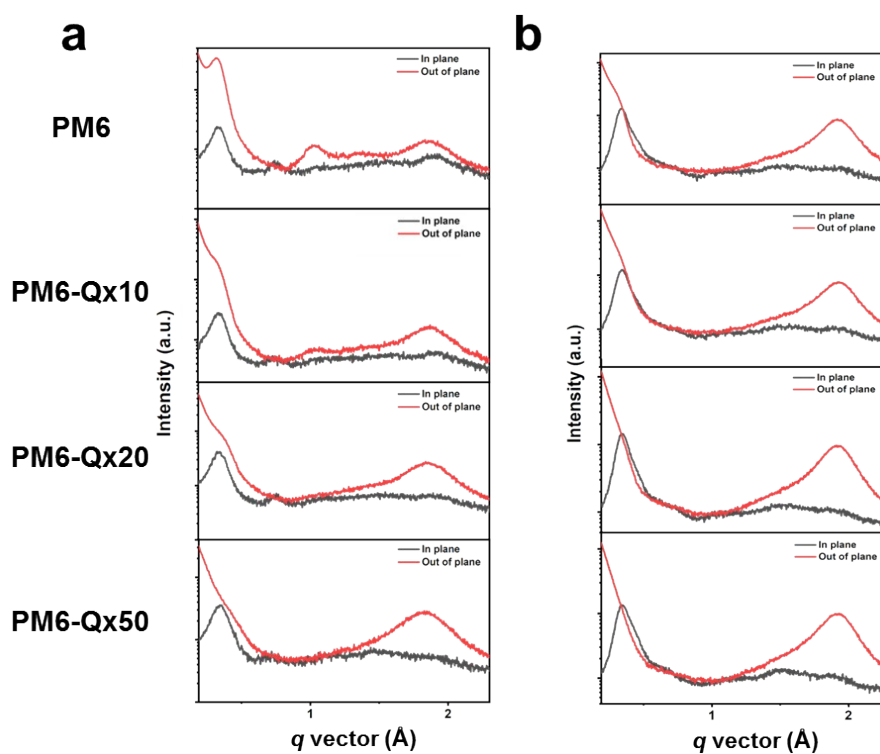 a
b
PM6
PM6-Qx10
PM6-Qx20
PM6-Qx50
Intensity (a.u.)
In plane
Out of plane
In plane
Out of plane
In plane
Out of plane
In plane
Out of plane
1
2
q vector (Å)
Intensity (a.u.)
In plane
Out of plane
In plane
Out of plane
In plane
Out of plane
In plane
Out of plane
1
2
q vector (Å)